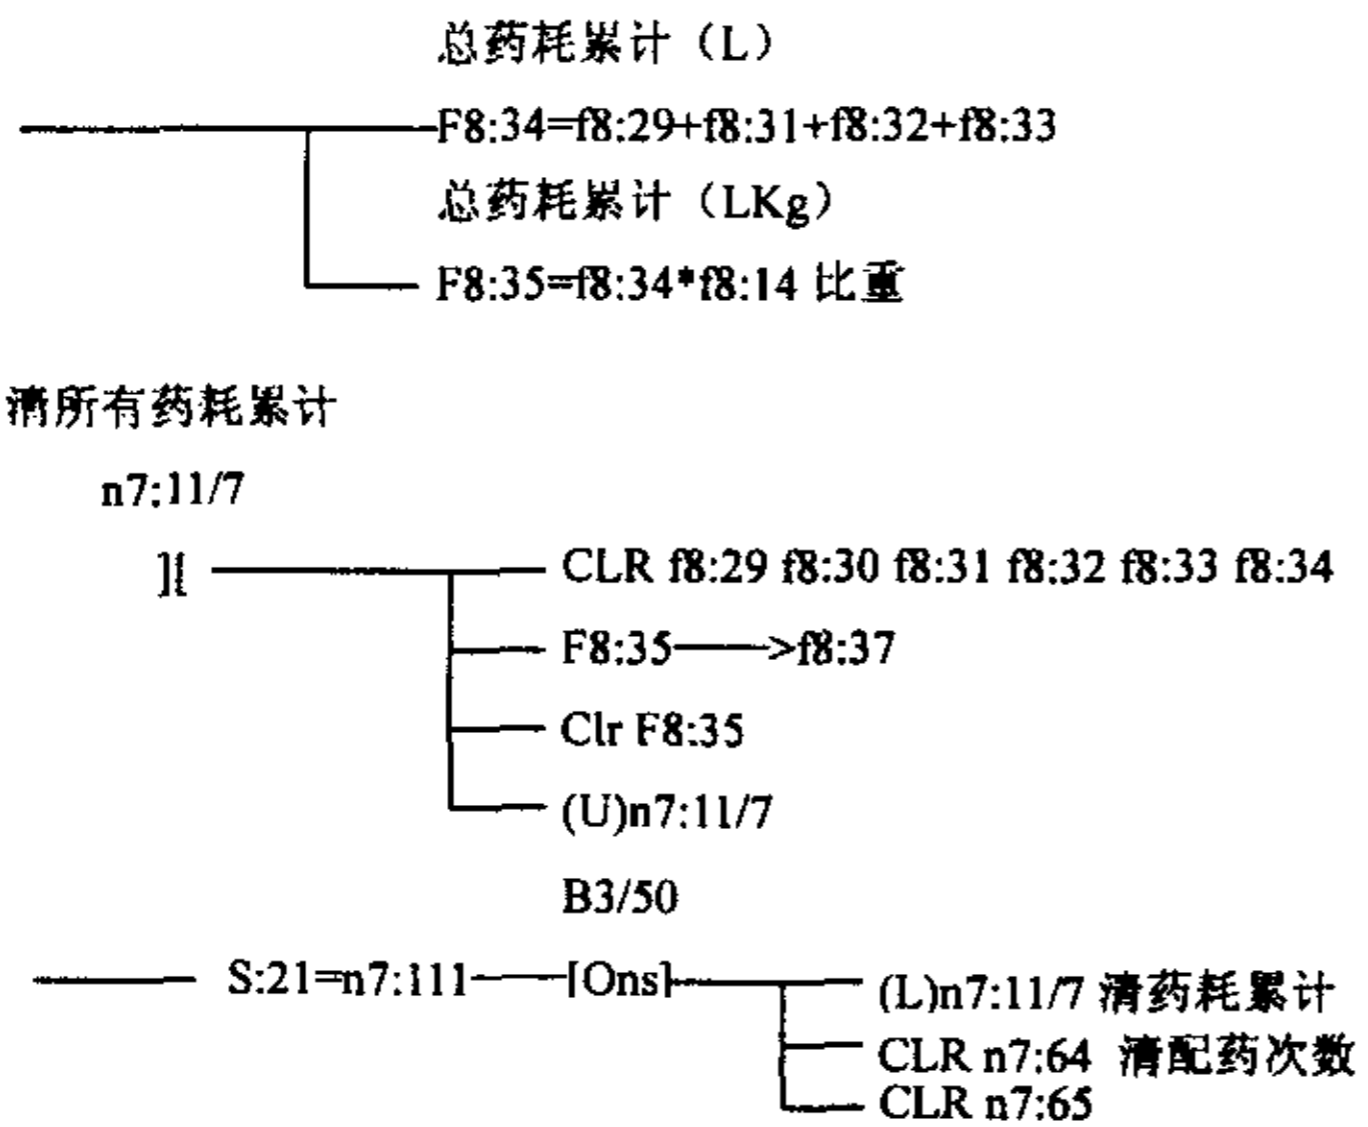 总药耗累计（L）
F8:34=f8:29+f8:31+f8:32+f8:33
总药耗累计（LKg）
F8:35=f8:34*f8:14 比重
清所有药耗累计
n7:11/7
][ CLR f8:29 f8:30 f8:31 f8:32 f8:33 f8:34
F8:35——>f8:37
Clr F8:35
(U)n7:11/7
B3/50
S:21=n7:111 [Ons] (L)n7:11/7 清药耗累计
CLR n7:64 清配药次数
CLR n7:65